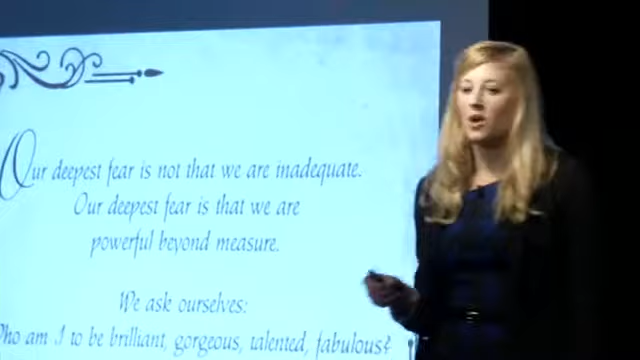 Our deepest fear is not that we are inadequate.
Our deepest fear is that we are
powerful beyond measure.
We ask ourselves:
Who am I to be brilliant, gorgeous, talented, fabulous?